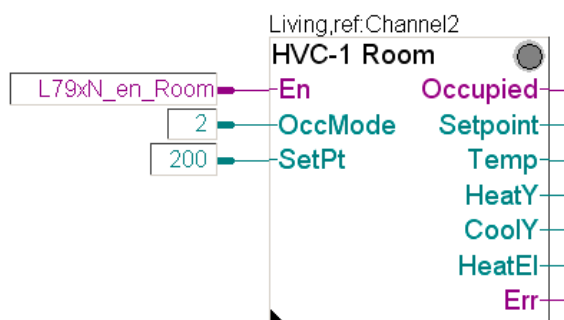 Living,ref:Channel2
HVC-1 Room
L79xN_en_Room En Occupied
2 OccMode Setpoint
200 SetPt Temp
HeatY
CoolY
HeatEl
Err